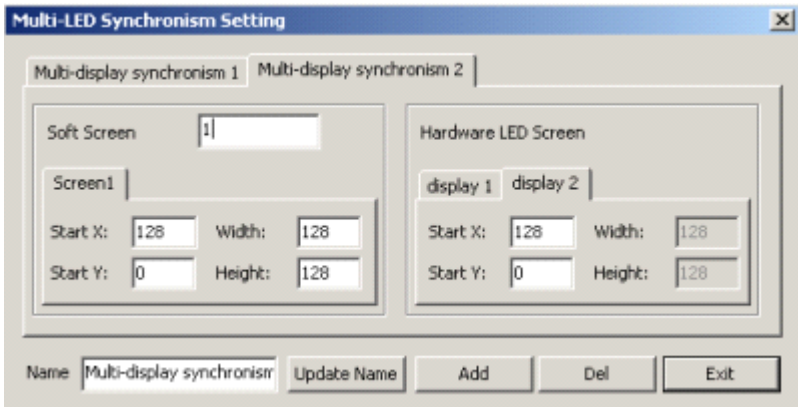 Multi-LED Synchronism Setting
Multi-display synchronism 1 Multi-display synchronism 2
Soft Screen 1
Hardware LED Screen
Screen1
display 1 display 2
Start X: 128 Width: 128
Start Y: 0 Height: 128
Start X: 128 Width: 128
Start Y: 0 Height: 128
Name Multi-display synchronism Update Name Add Del Exit